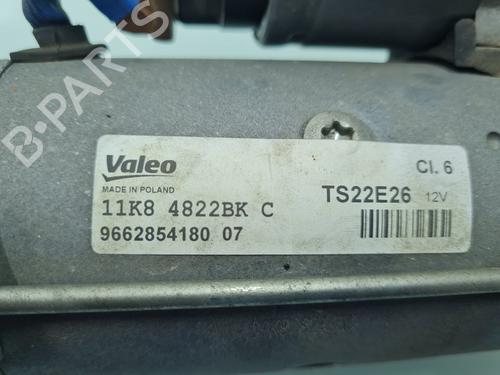 B-PARTS
Valeo
MADE IN POLAND
11K8 4822BK C
9662854180 07
Cl. 6
TS22E26 12V